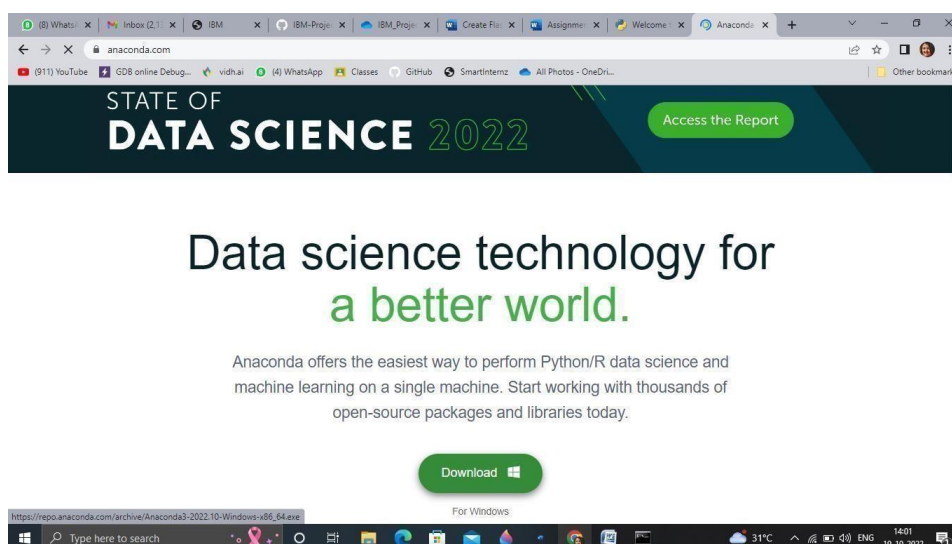 (8) Whats
Inbox (2,1
IBM
IBM-Proje
IBM_Proje
Create Fla
Assignme
Welcome
Anaconda
anaconda.com
(911) YouTube
GDB online Debug...
vidh.ai
(4) WhatsApp
Classes
GitHub
SmartInternz
All Photos - OneDri...
Other bookmark
STATE OF
DATA SCIENCE 2022
Access the Report
Data science technology for
a better world.
Anaconda offers the easiest way to perform Python/R data science and
machine learning on a single machine. Start working with thousands of
open-source packages and libraries today.
Download
For Windows
https://repo.anaconda.com/archive/Anaconda3-2022.10-Windows-x86_64.exe
Type here to search
31°C
ENG
14:01
19-10-2022